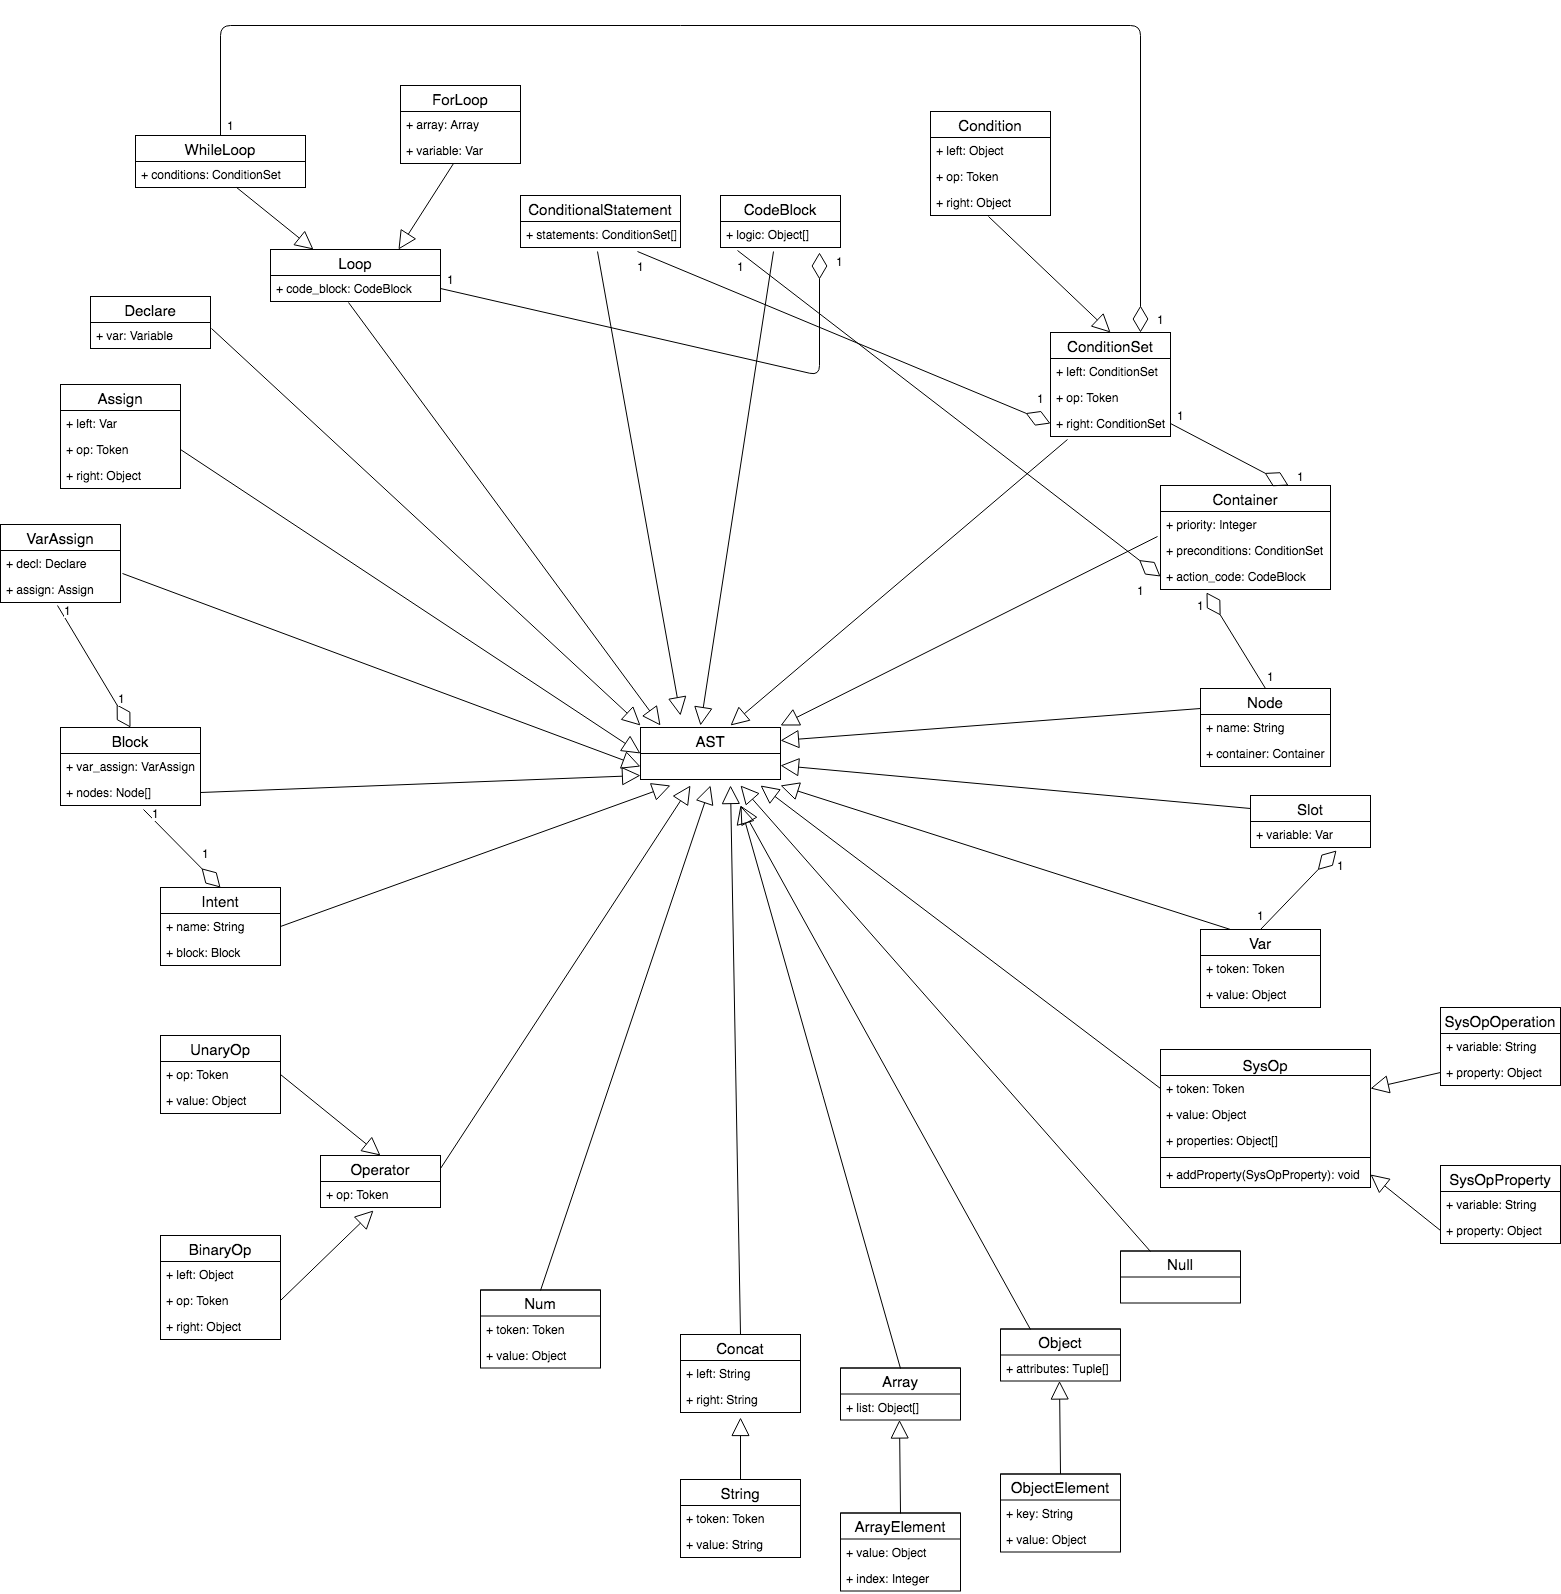 1
WhileLoop
+ conditions: ConditionSet
ForLoop
+ array: Array
+ variable: Var
Condition
+ left: Object
+ op: Token
+ right: Object
ConditionalStatement
+ statements: ConditionSet[]
1
CodeBlock
+ logic: Object[]
1
1
Loop
+ code_block: CodeBlock
1
Declare
+ var: Variable
1
ConditionSet
+ left: ConditionSet
+ op: Token
+ right: ConditionSet
1
1
Assign
+ left: Var
+ op: Token
+ right: Object
1
Container
+ priority: Integer
+ preconditions: ConditionSet
+ action_code: CodeBlock
1
1
VarAssign
+ decl: Declare
+ assign: Assign
1
1
1
Node
+ name: String
+ container: Container
Block
+ var_assign: VarAssign
+ nodes: Node[]
1
AST
Slot
+ variable: Var
1
1
Intent
+ name: String
+ block: Block
1
Var
+ token: Token
+ value: Object
SysOpOperation
+ variable: String
+ property: Object
UnaryOp
+ op: Token
+ value: Object
SysOp
+ token: Token
+ value: Object
+ properties: Object[]
+ addProperty(SysOpProperty): void
Operator
+ op: Token
SysOpProperty
+ variable: String
+ property: Object
BinaryOp
+ left: Object
+ op: Token
+ right: Object
Null
Num
+ token: Token
+ value: Object
Concat
+ left: String
+ right: String
Array
+ list: Object[]
Object
+ attributes: Tuple[]
String
+ token: Token
+ value: String
ArrayElement
+ value: Object
+ index: Integer
ObjectElement
+ key: String
+ value: Object